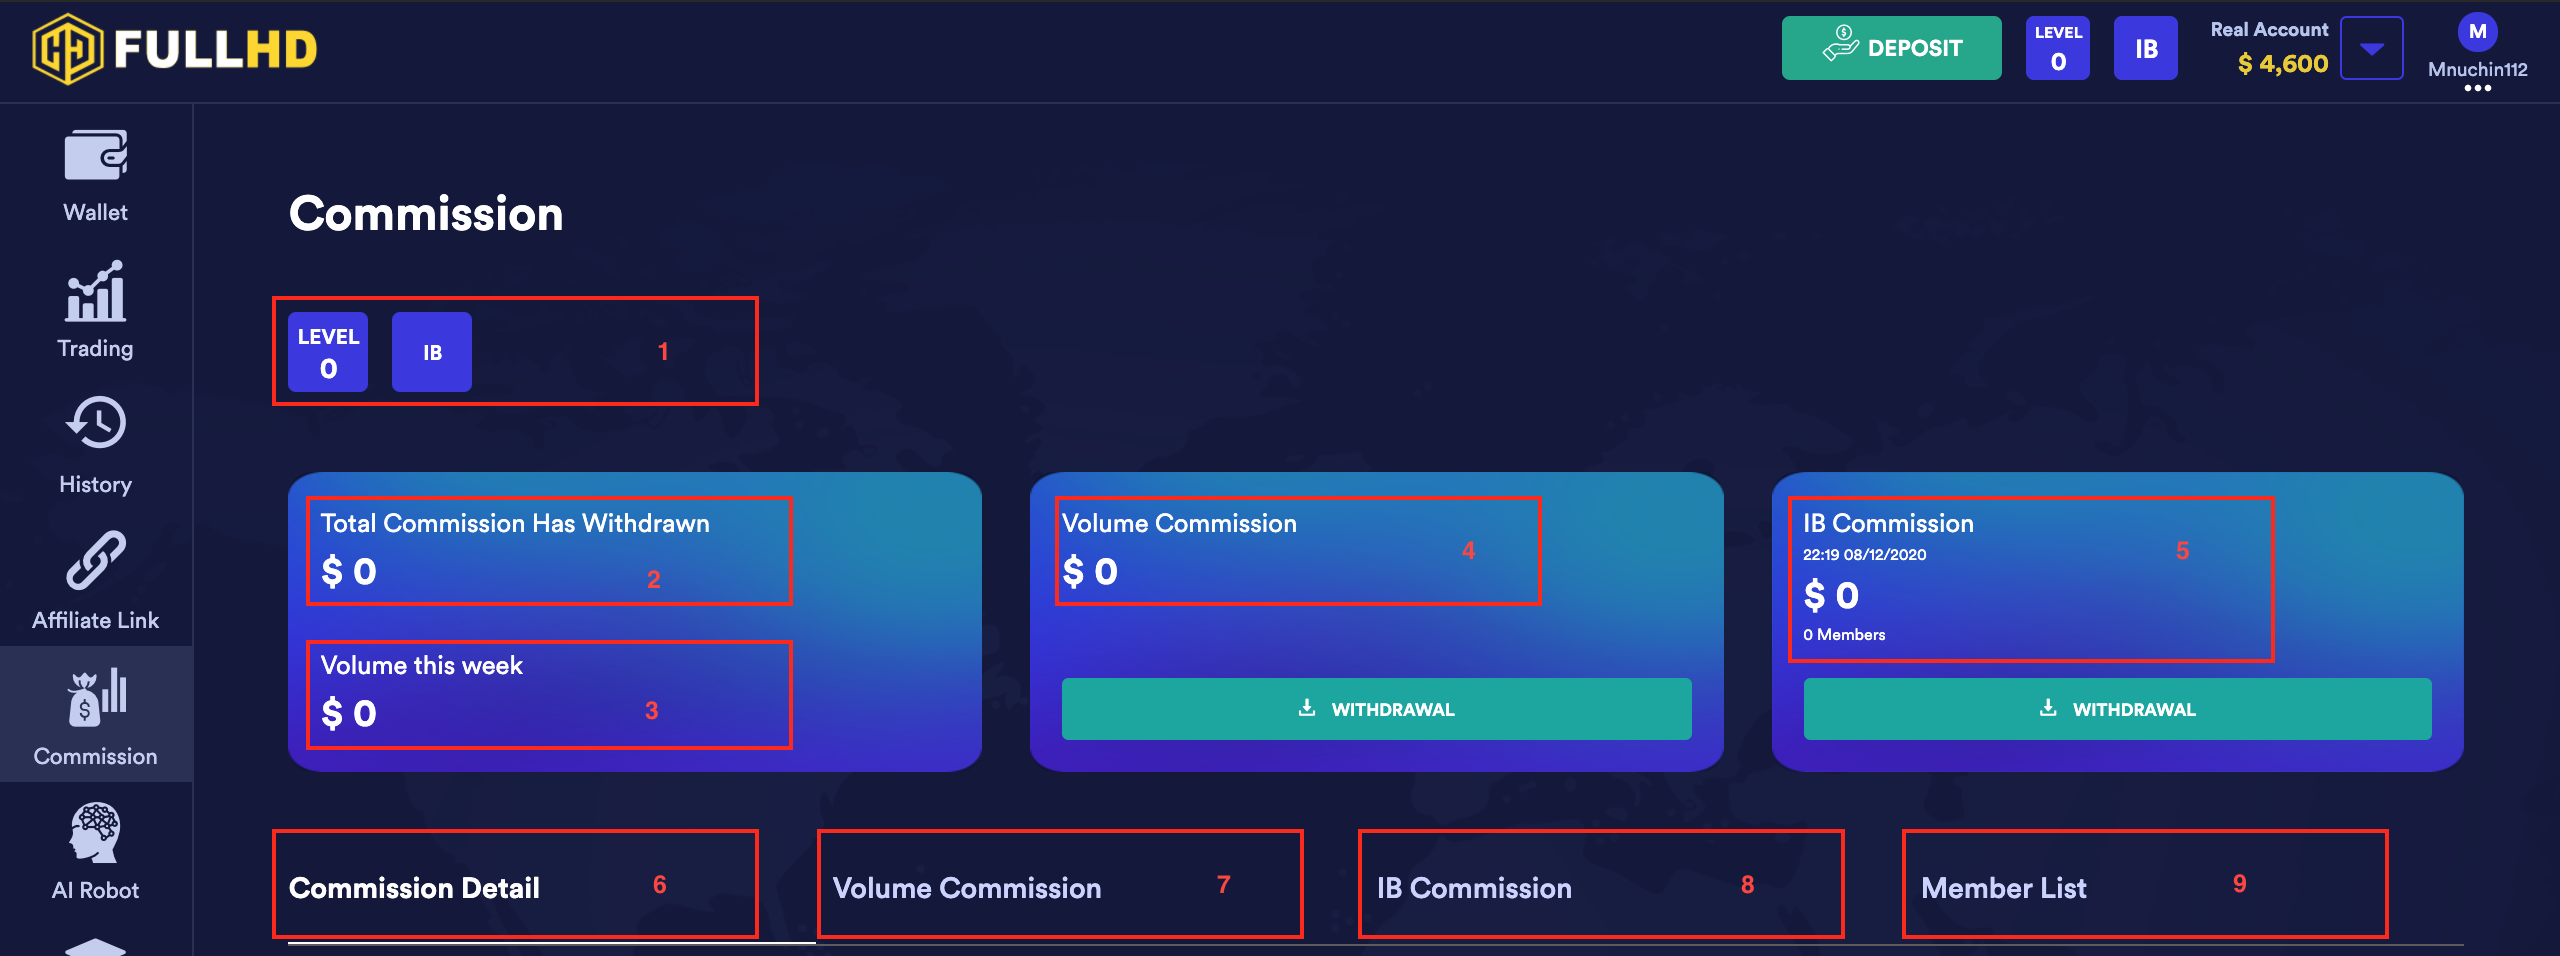 FULLHD
DEPOSIT
LEVEL
0
IB
Real Account
$ 4,600
M
Mnuchin112
Wallet
Trading
History
Affiliate Link
Commission
AI Robot
Commission
LEVEL
0
IB
1
Total Commission Has Withdrawn
$ 0
2
Volume this week
$ 0
3
Volume Commission
$ 0
4
WITHDRAWAL
IB Commission
22:19 08/12/2020
$ 0
0 Members
5
WITHDRAWAL
Commission Detail 6
Volume Commission 7
IB Commission 8
Member List 9